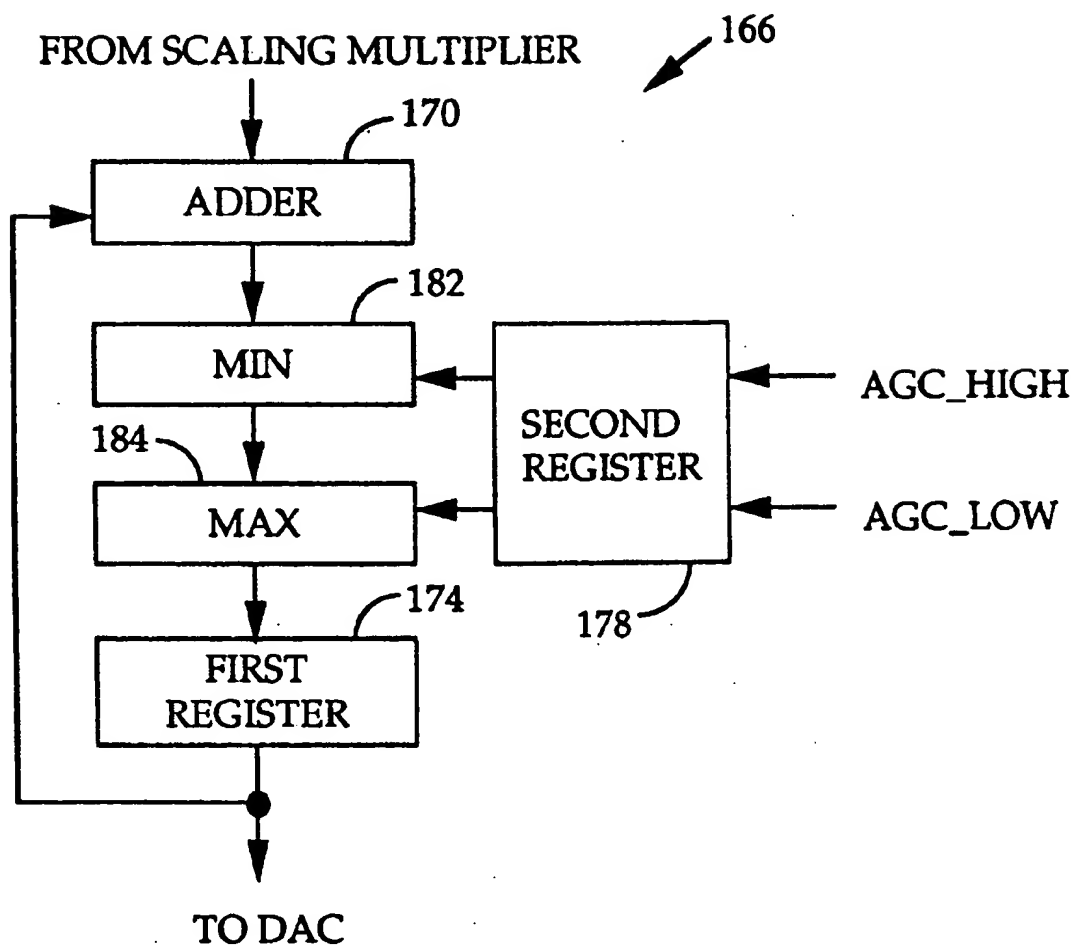 166
FROM SCALING MULTIPLIER
170
ADDER
182
MIN
AGC_HIGH
SECOND
REGISTER
184
MAX
AGC_LOW
174
178
FIRST
REGISTER
TO DAC